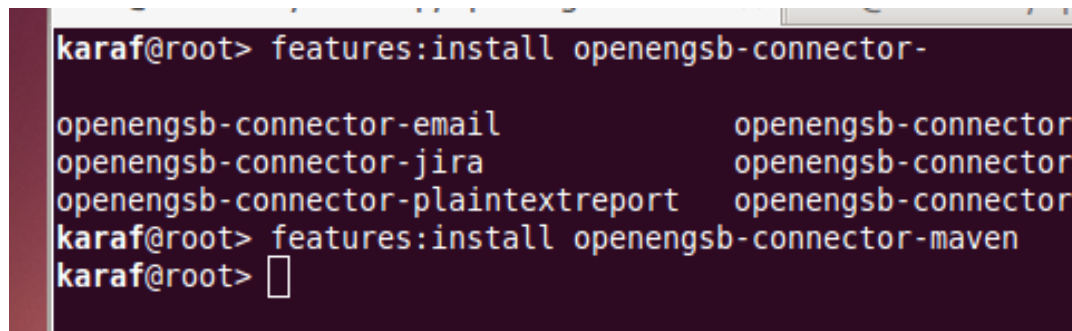 karaf@root> features:install openengsb-connector-
openengsb-connector-email openengsb-connector
openengsb-connector-jira openengsb-connector
openengsb-connector-plaintextreport openengsb-connector
karaf@root> features:install openengsb-connector-maven
karaf@root>